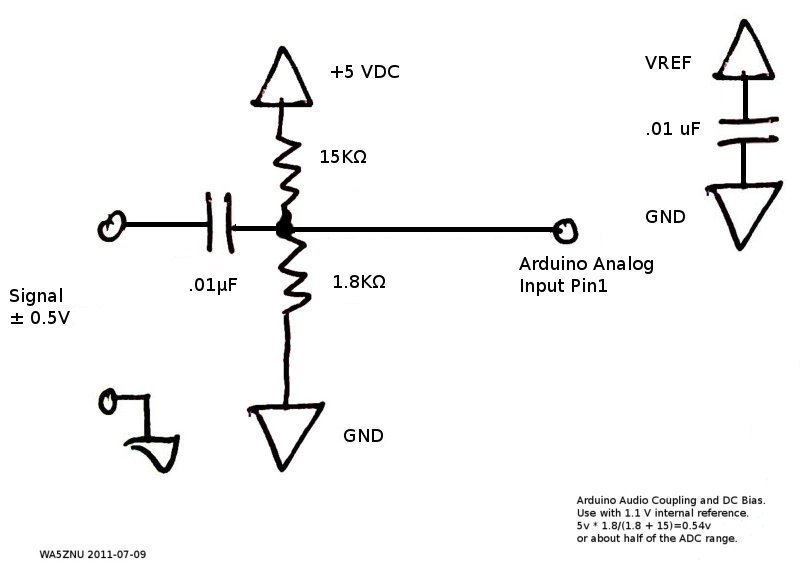 +5 VDC
VREF
.01 uF
15KΩ
GND
Arduino Analog
Input Pin1
.01µF
1.8KΩ
Signal
± 0.5V
GND
Arduino Audio Coupling and DC Bias.
Use with 1.1 V internal reference.
5v * 1.8/(1.8 + 15)=0.54v
or about half of the ADC range.
WA5ZNU 2011-07-09